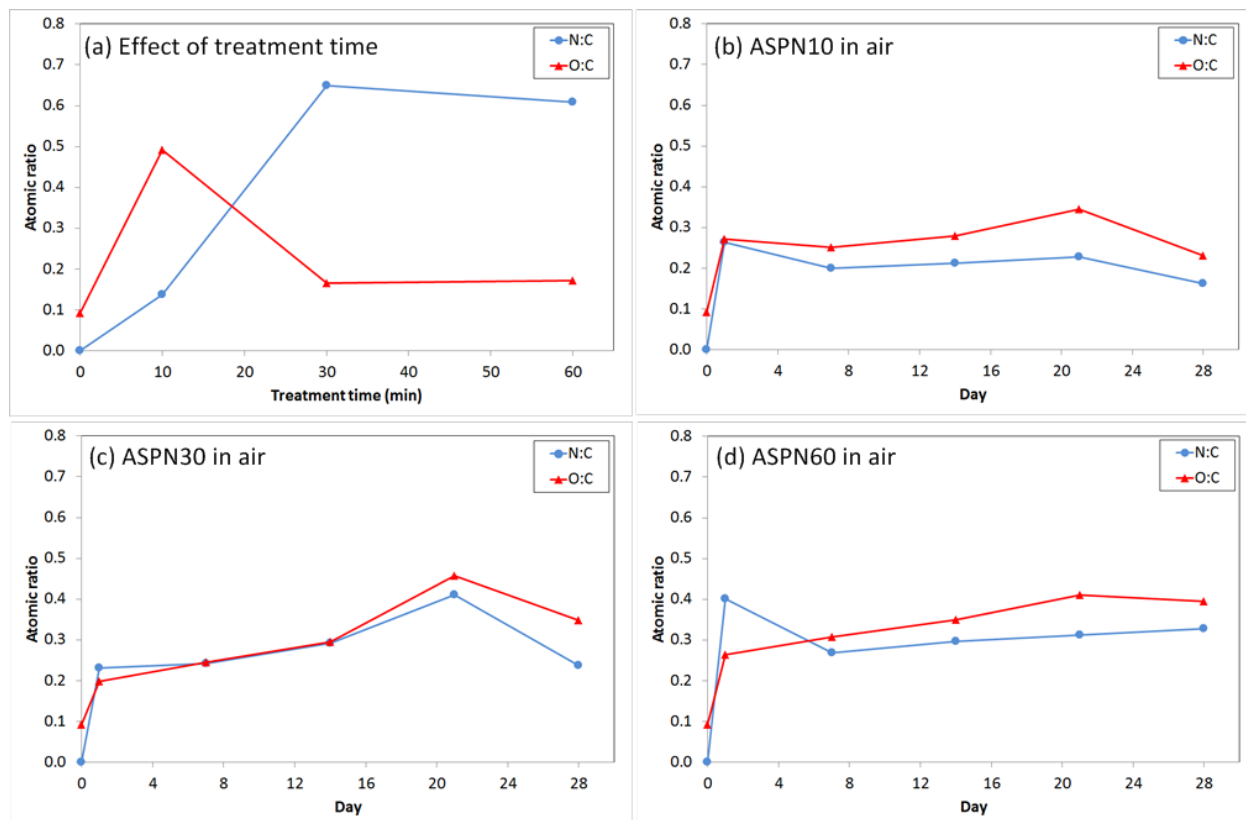 (a) Effect of treatment time
N:C
O:C
Atomic ratio
0.8
0.7
0.6
0.5
0.4
0.3
0.2
0.1
0.0
0 10 20 30 40 50 60
Treatment time (min)
(b) ASPN10 in air
N:C
O:C
Atomic ratio
0.8
0.7
0.6
0.5
0.4
0.3
0.2
0.1
0.0
0 4 8 12 16 20 24 28
Day
(c) ASPN30 in air
N:C
O:C
Atomic ratio
0.8
0.7
0.6
0.5
0.4
0.3
0.2
0.1
0.0
0 4 8 12 16 20 24 28
Day
(d) ASPN60 in air
N:C
O:C
Atomic ratio
0.8
0.7
0.6
0.5
0.4
0.3
0.2
0.1
0.0
0 4 8 12 16 20 24 28
Day